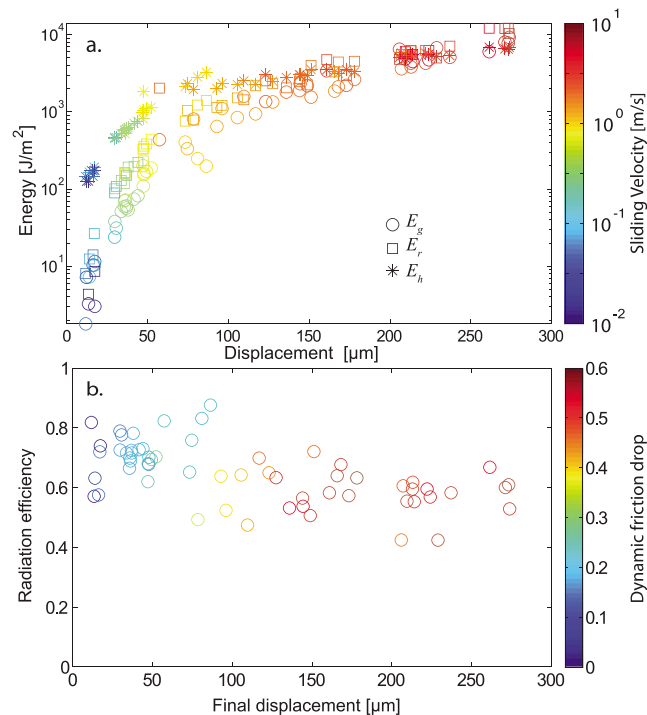 a.
10^4
10^3
10^2
10^1
Energy [J/m^2]
E_g
E_r
E_h
0 50 100 150 200 250 300
Displacement [µm]
10^1
10^0
10^-1
10^-2
Sliding Velocity [m/s]
b.
1
0.8
0.6
0.4
0.2
0
Radiation efficiency
0 50 100 150 200 250 300
Final displacement [µm]
0.6
0.5
0.4
0.3
0.2
0.1
0
Dynamic friction drop